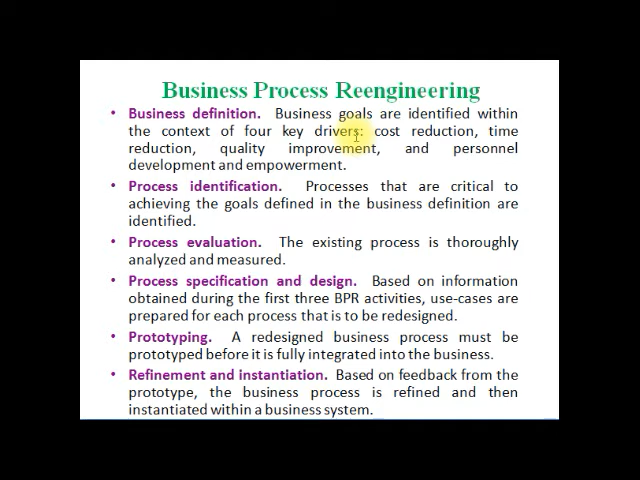 Business Process Reengineering
• Business definition. Business goals are identified within
the context of four key drivers: cost reduction, time
reduction, quality improvement, and personnel
development and empowerment.
• Process identification. Processes that are critical to
achieving the goals defined in the business definition are
identified.
• Process evaluation. The existing process is thoroughly
analyzed and measured.
• Process specification and design. Based on information
obtained during the first three BPR activities, use-cases are
prepared for each process that is to be redesigned.
• Prototyping. A redesigned business process must be
prototyped before it is fully integrated into the business.
• Refinement and instantiation. Based on feedback from the
prototype, the business process is refined and then
instantiated within a business system.